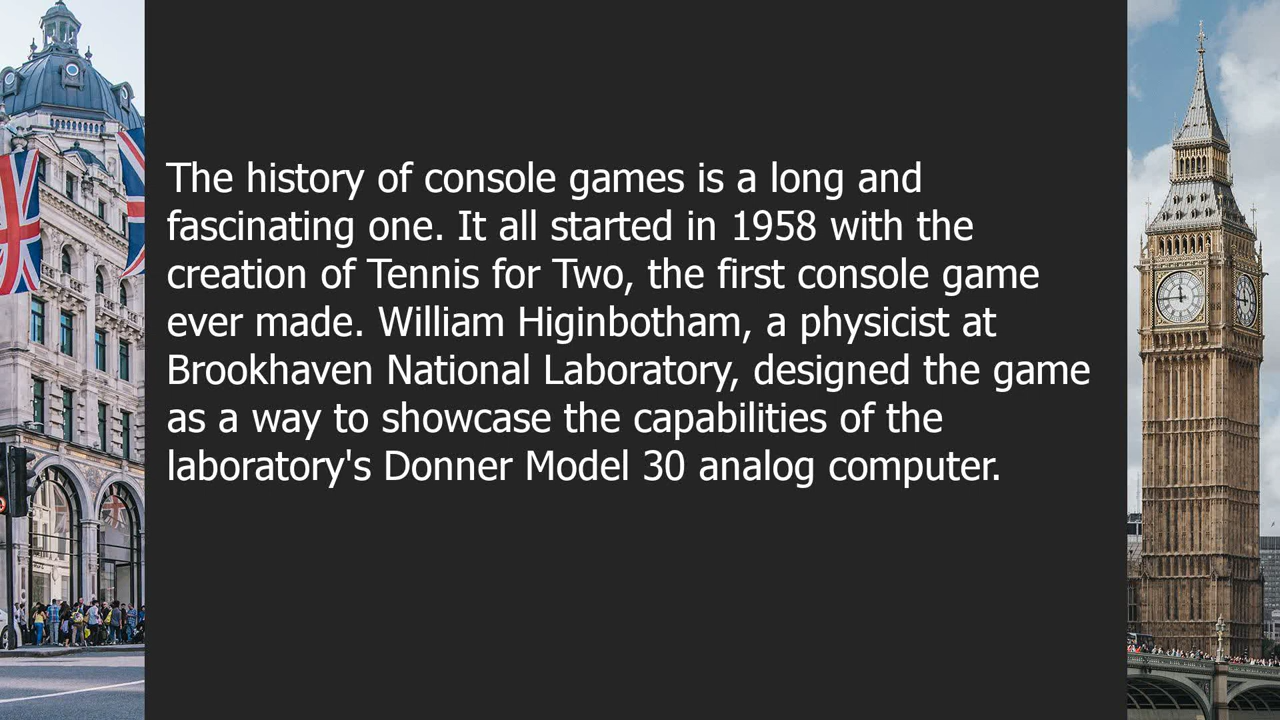 The history of console games is a long and
fascinating one. It all started in 1958 with the
creation of Tennis for Two, the first console game
ever made. William Higinbotham, a physicist at
Brookhaven National Laboratory, designed the game
as a way to showcase the capabilities of the
laboratory's Donner Model 30 analog computer.